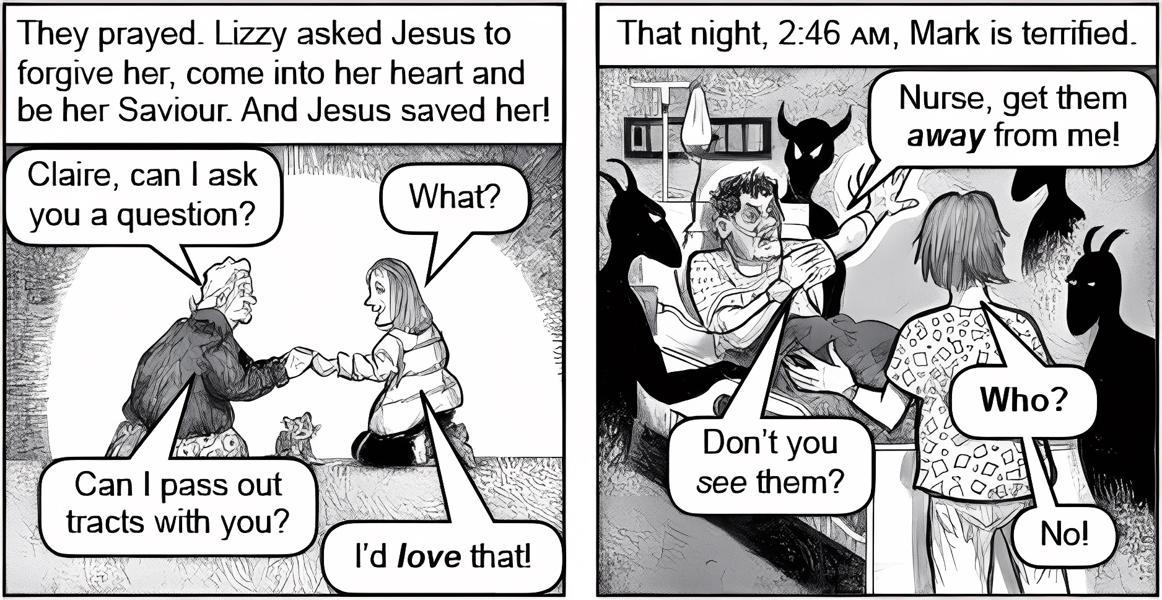 They prayed. Lizzy asked Jesus to
forgive her, come into her heart and
be her Saviour. And Jesus saved her!
Claire, can I ask
you a question?
What?
Can I pass out
tracts with you?
I'd love that!
That night, 2:46 AM, Mark is terrified.
Nurse, get them
away from me!
Who?
Don't you
see them?
No!